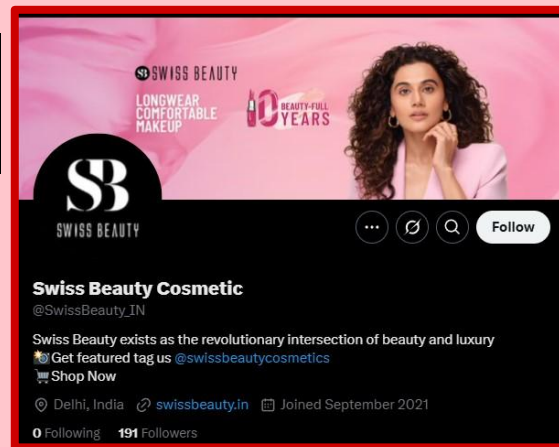 SB SWISS BEAUTY
LONGWEAR
COMFORTABLE
MAKEUP
10 BEAUTY-FULL
YEARS
SB
SWISS BEAUTY
Follow
Swiss Beauty Cosmetic
@SwissBeauty_IN
Swiss Beauty exists as the revolutionary intersection of beauty and luxury
📸Get featured tag us @swissbeautycosmetics
🛒Shop Now
Delhi, India swissbeauty.in Joined September 2021
0 Following 191 Followers